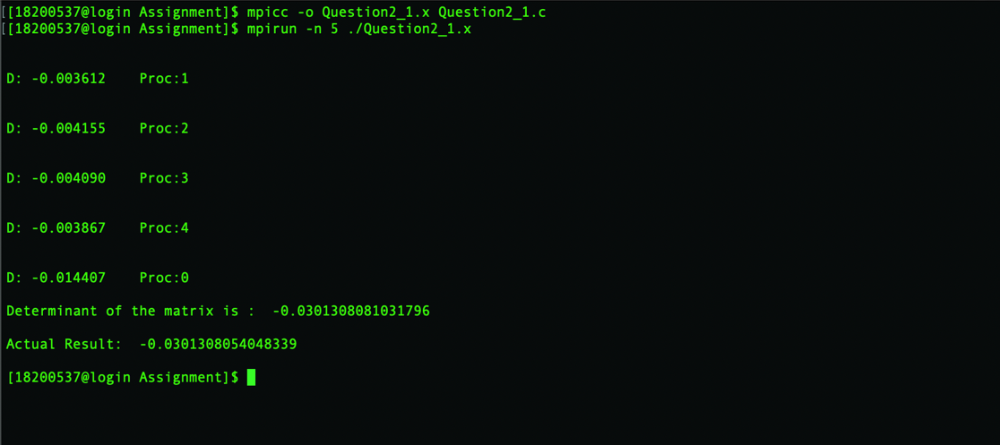 [[18200537@login Assignment]$ mpicc -o Question2_1.x Question2_1.c
[[18200537@login Assignment]$ mpirun -n 5 ./Question2_1.x
D: -0.003612    Proc:1
D: -0.004155    Proc:2
D: -0.004090    Proc:3
D: -0.003867    Proc:4
D: -0.014407    Proc:0
Determinant of the matrix is :  -0.0301308081031796
Actual Result:  -0.0301308054048339
[18200537@login Assignment]$